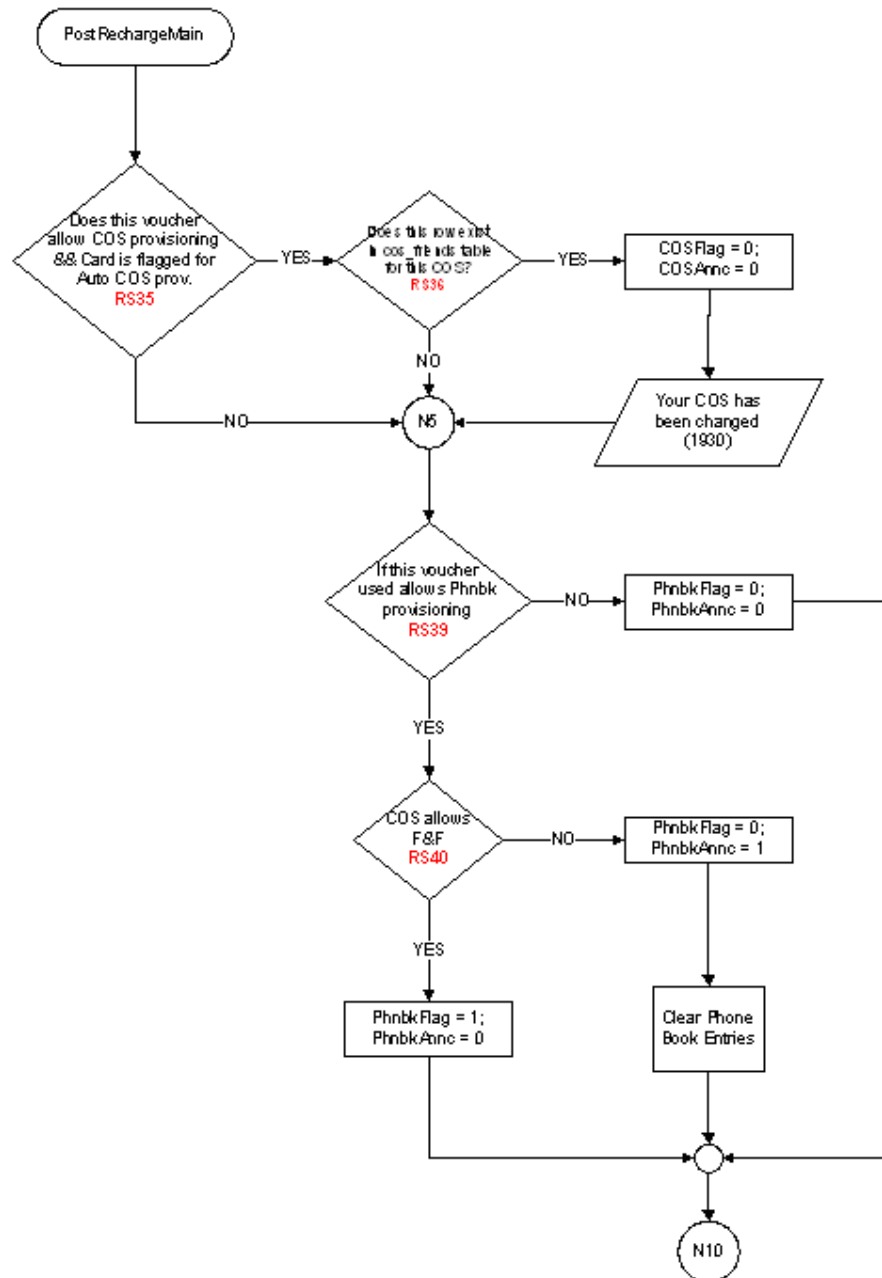 PostRechargeMain
Does this voucher
allow COS provisioning
&& Card is flagged for
Auto COS prov.
RS35
YES
Does this row exist
in cos_friends table
for this COS?
RS36
YES
COSFlag = 0;
COSAnnc = 0
NO
NO
N5
Your COS has
been changed
(1930)
If this voucher
used allows Phnbk
provisioning
RS39
NO
PhnbkFlag = 0;
PhnbkAnnc = 0
YES
COS allows
F&F
RS40
NO
PhnbkFlag = 0;
PhnbkAnnc = 1
YES
PhnbkFlag = 1;
PhnbkAnnc = 0
Clear Phone
Book Entries
N10